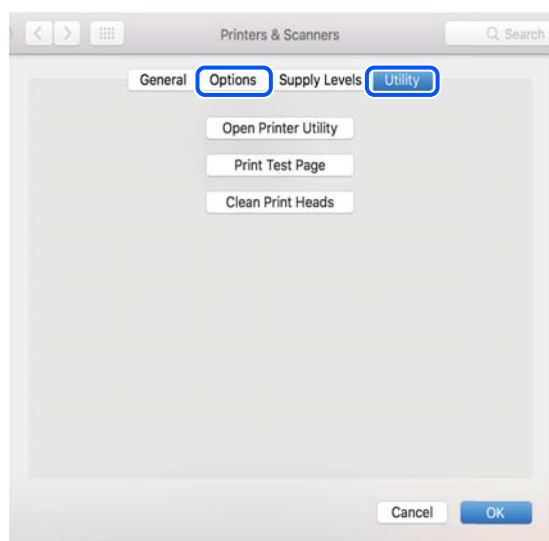 Printers & Scanners Search
General Options Supply Levels Utility
Open Printer Utility
Print Test Page
Clean Print Heads
Cancel OK